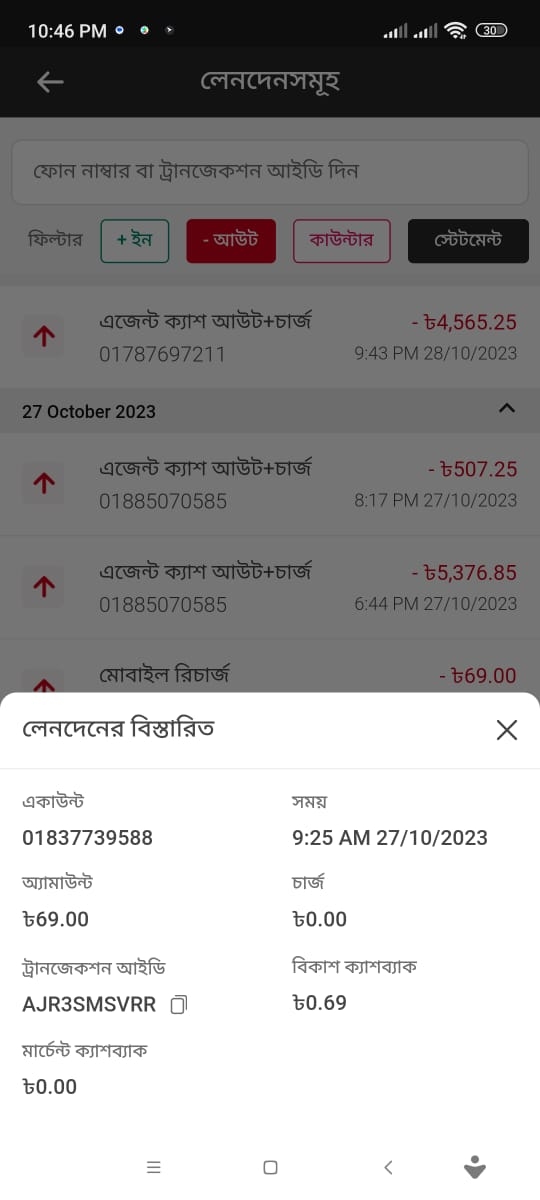 10:46 PM
30
লেনদেনসমূহ
ফোন নাম্বার বা ট্রানজেকশন আইডি দিন
ফিল্টার + ইন - আউট কাউন্টার স্টেটমেন্ট
এজেন্ট ক্যাশ আউট+চার্জ - ৳4,565.25
01787697211 9:43 PM 28/10/2023
27 October 2023
এজেন্ট ক্যাশ আউট+চার্জ - ৳507.25
01885070585 8:17 PM 27/10/2023
এজেন্ট ক্যাশ আউট+চার্জ - ৳5,376.85
01885070585 6:44 PM 27/10/2023
মোবাইল রিচার্জ - ৳69.00
লেনদেনের বিস্তারিত
একাউন্ট সময়
01837739588 9:25 AM 27/10/2023
অ্যামাউন্ট চার্জ
৳69.00 ৳0.00
ট্রানজেকশন আইডি বিকাশ ক্যাশব্যাক
AJR3SMSVRR ৳0.69
মার্চেন্ট ক্যাশব্যাক
৳0.00